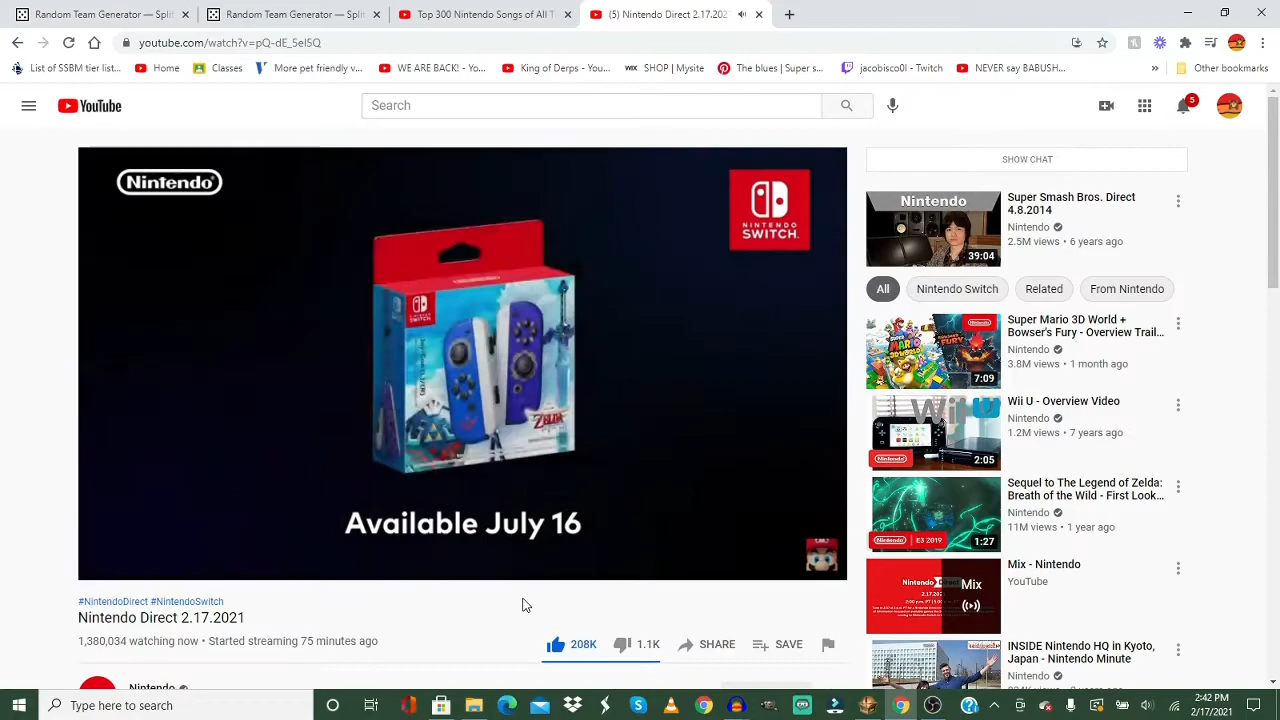 Random Team Generator — Split
Random Team Generator — Split
Top 300 Nintendo Songs of All T
(5) Nintendo Direct 2.17.202
youtube.com/watch?v=pQ-dE_5eI5Q
List of SSBM tier list...
Home
Classes
More pet friendly v...
WE ARE BACK! - Yo...
King of Derps - You...
WIX SHOP | Mysite
The blues | Super s...
jacobisco0l - Twitch
NEVER say BABUSH...
»
Other bookmarks
YouTube
Search
5
Nintendo
NINTENDO
SWITCH
ZELDA
Available July 16
#NintendoDirect #NintendoSwitch
1,380,034 watching now • Started streaming 75 minutes ago
208K
1.1K
SHARE
SAVE
Nintendo
SHOW CHAT
Nintendo
39:04
Super Smash Bros. Direct
4.8.2014
Nintendo
2.5M views • 6 years ago
All
Nintendo Switch
Related
From Nintendo
7:09
Super Mario 3D World +
Bowser's Fury - Overview Trail...
Nintendo
3.8M views • 1 month ago
Wii U
Nintendo
2:05
Wii U - Overview Video
Nintendo
1.2M views • 7 years ago
Nintendo E3 2019
1:27
Sequel to The Legend of Zelda:
Breath of the Wild - First Look...
Nintendo
11M views • 1 year ago
Mix
Mix - Nintendo
YouTube
INSIDE Nintendo HQ in Kyoto,
Japan - Nintendo Minute
Nintendo
Type here to search
2:42 PM
2/17/2021